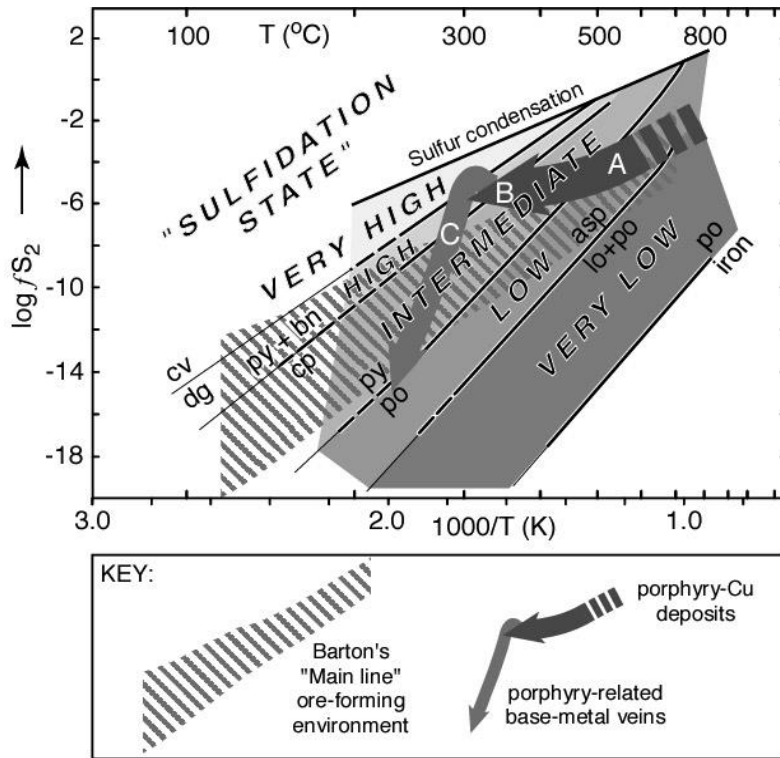 2
-2
-6
-10
-14
-18
log fS2
100
T (oC)
300
500
800
"SULFIDATION
STATE"
Sulfur condensation
VERY HIGH
HIGH
INTERMEDIATE
LOW
VERY LOW
A
B
C
asp
lo+po
po
iron
cv
dg
py + bn
cp
py
po
3.0
2.0
1000/T (K)
1.0
KEY:
Barton's
"Main line"
ore-forming
environment
porphyry-Cu
deposits
porphyry-related
base-metal veins